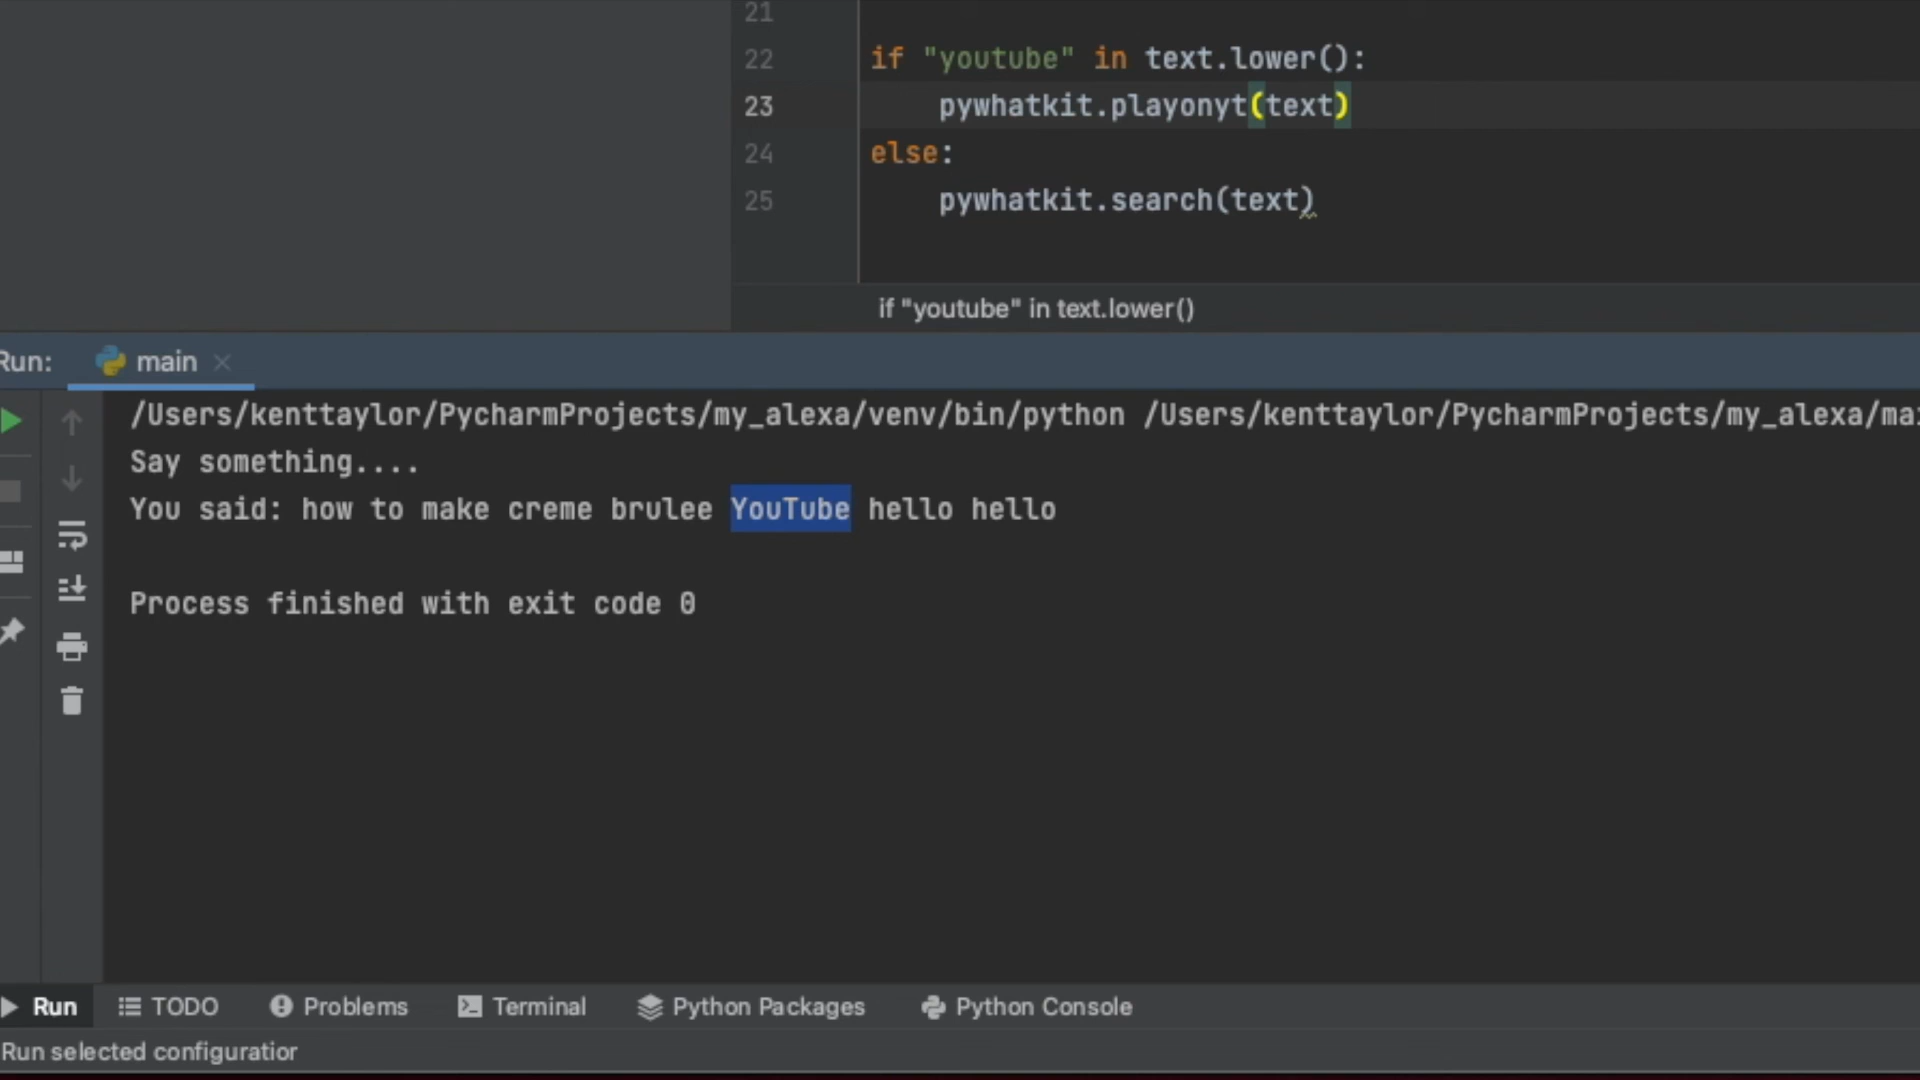 21
22 if "youtube" in text.lower():
23 pywhatkit.playonyt(text)
24 else:
25 pywhatkit.search(text)
if "youtube" in text.lower()
Run: main
/Users/kenttaylor/PycharmProjects/my_alexa/venv/bin/python /Users/kenttaylor/PycharmProjects/my_alexa/mai
Say something....
You said: how to make creme brulee YouTube hello hello
Process finished with exit code 0
Run TODO Problems Terminal Python Packages Python Console
Run selected configuration